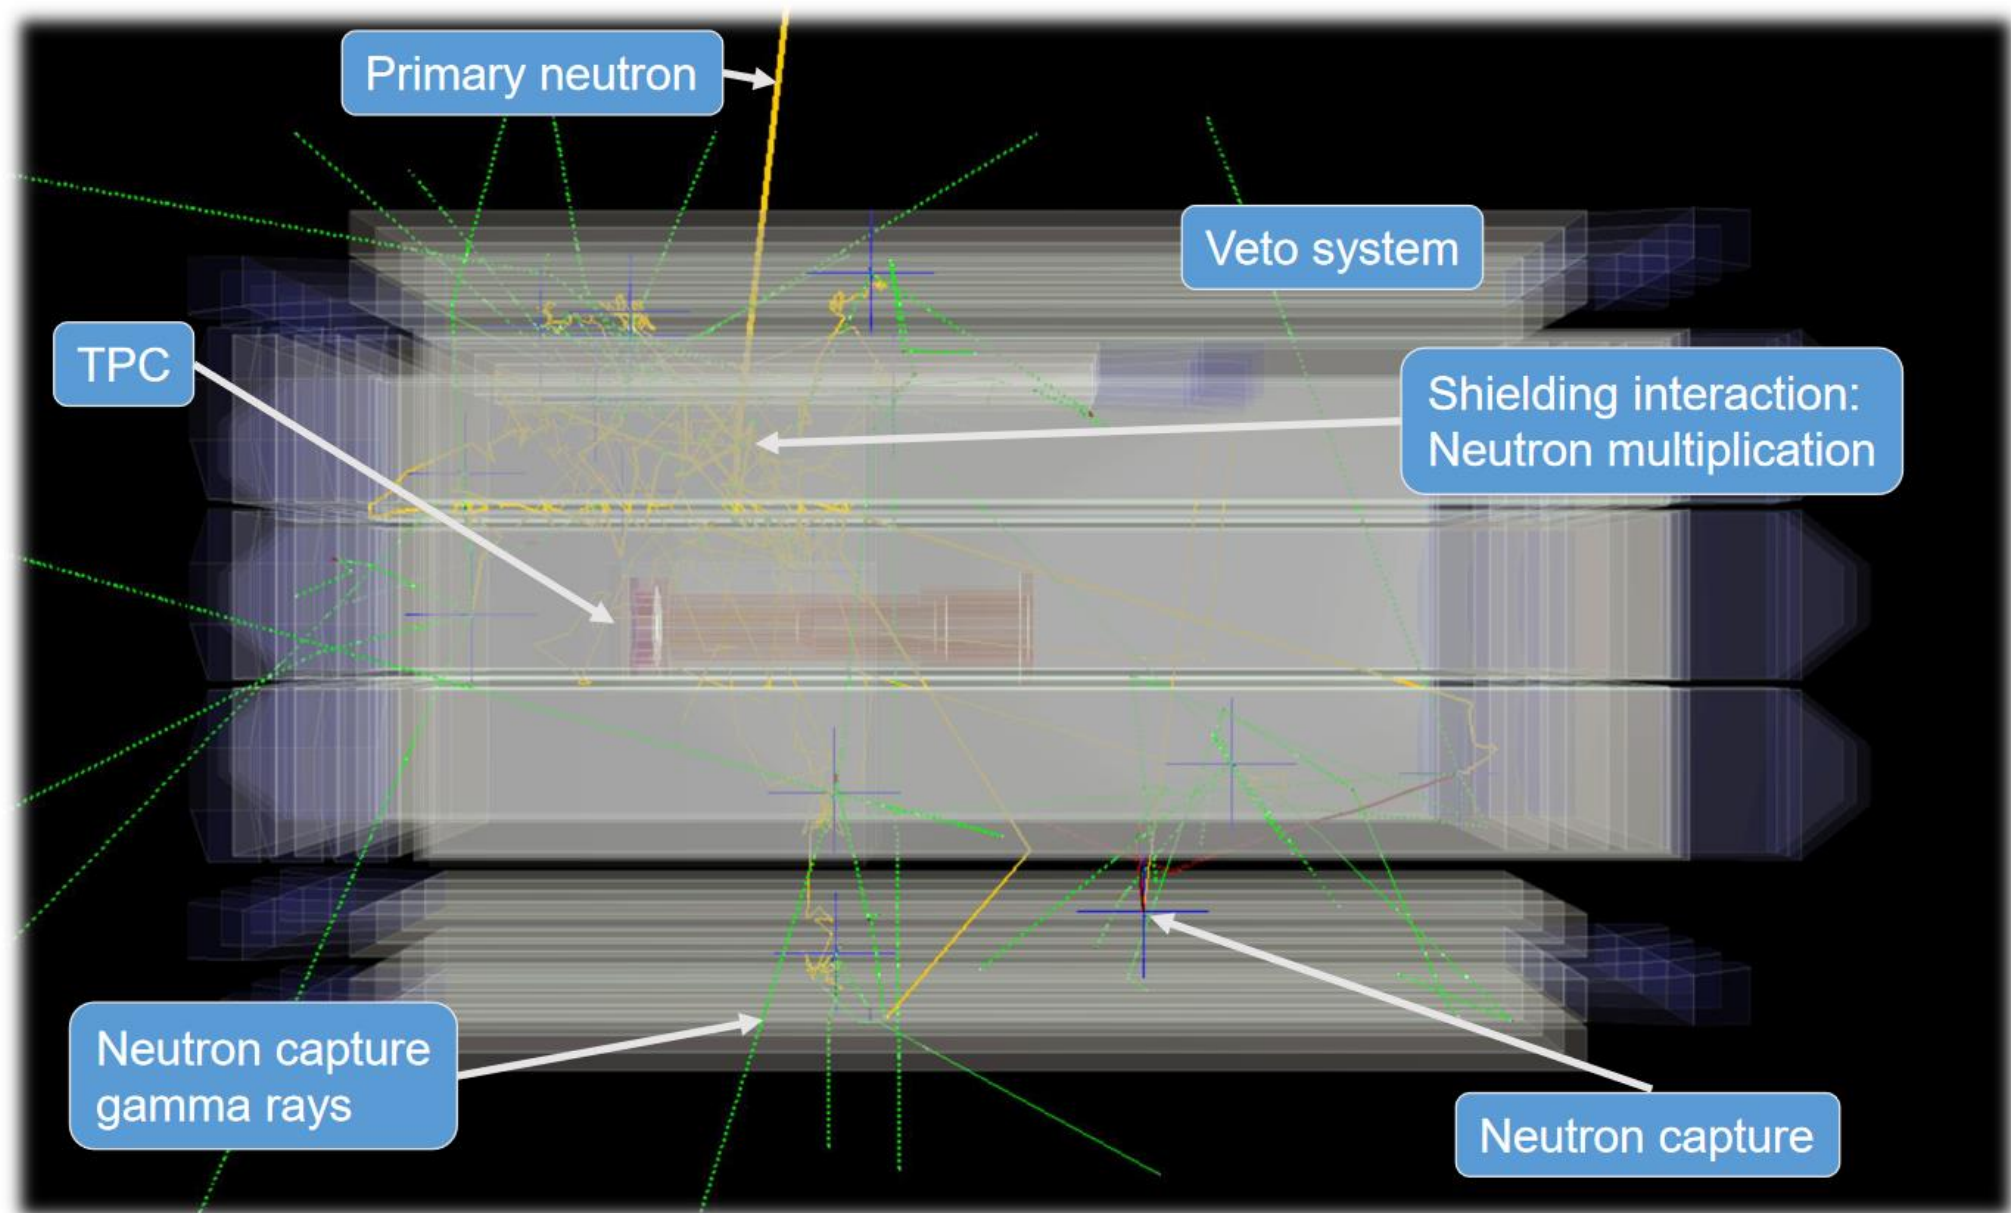 Primary neutron
Veto system
TPC
Shielding interaction:
Neutron multiplication
Neutron capture
gamma rays
Neutron capture